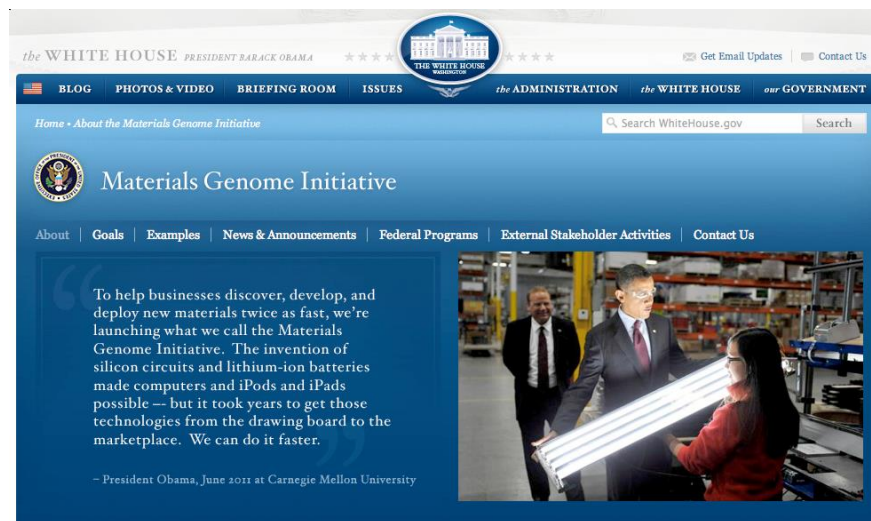 the WHITE HOUSE PRESIDENT BARACK OBAMA
THE WHITE HOUSE
WASHINGTON
Get Email Updates
Contact Us
BLOG PHOTOS & VIDEO BRIEFING ROOM ISSUES the ADMINISTRATION the WHITE HOUSE our GOVERNMENT
Home • About the Materials Genome Initiative
Search WhiteHouse.gov Search
Materials Genome Initiative
About Goals Examples News & Announcements Federal Programs External Stakeholder Activities Contact Us
“
To help businesses discover, develop, and
deploy new materials twice as fast, we’re
launching what we call the Materials
Genome Initiative. The invention of
silicon circuits and lithium-ion batteries
made computers and iPods and iPads
possible –- but it took years to get those
technologies from the drawing board to the
marketplace. We can do it faster.
”
– President Obama, June 2011 at Carnegie Mellon University